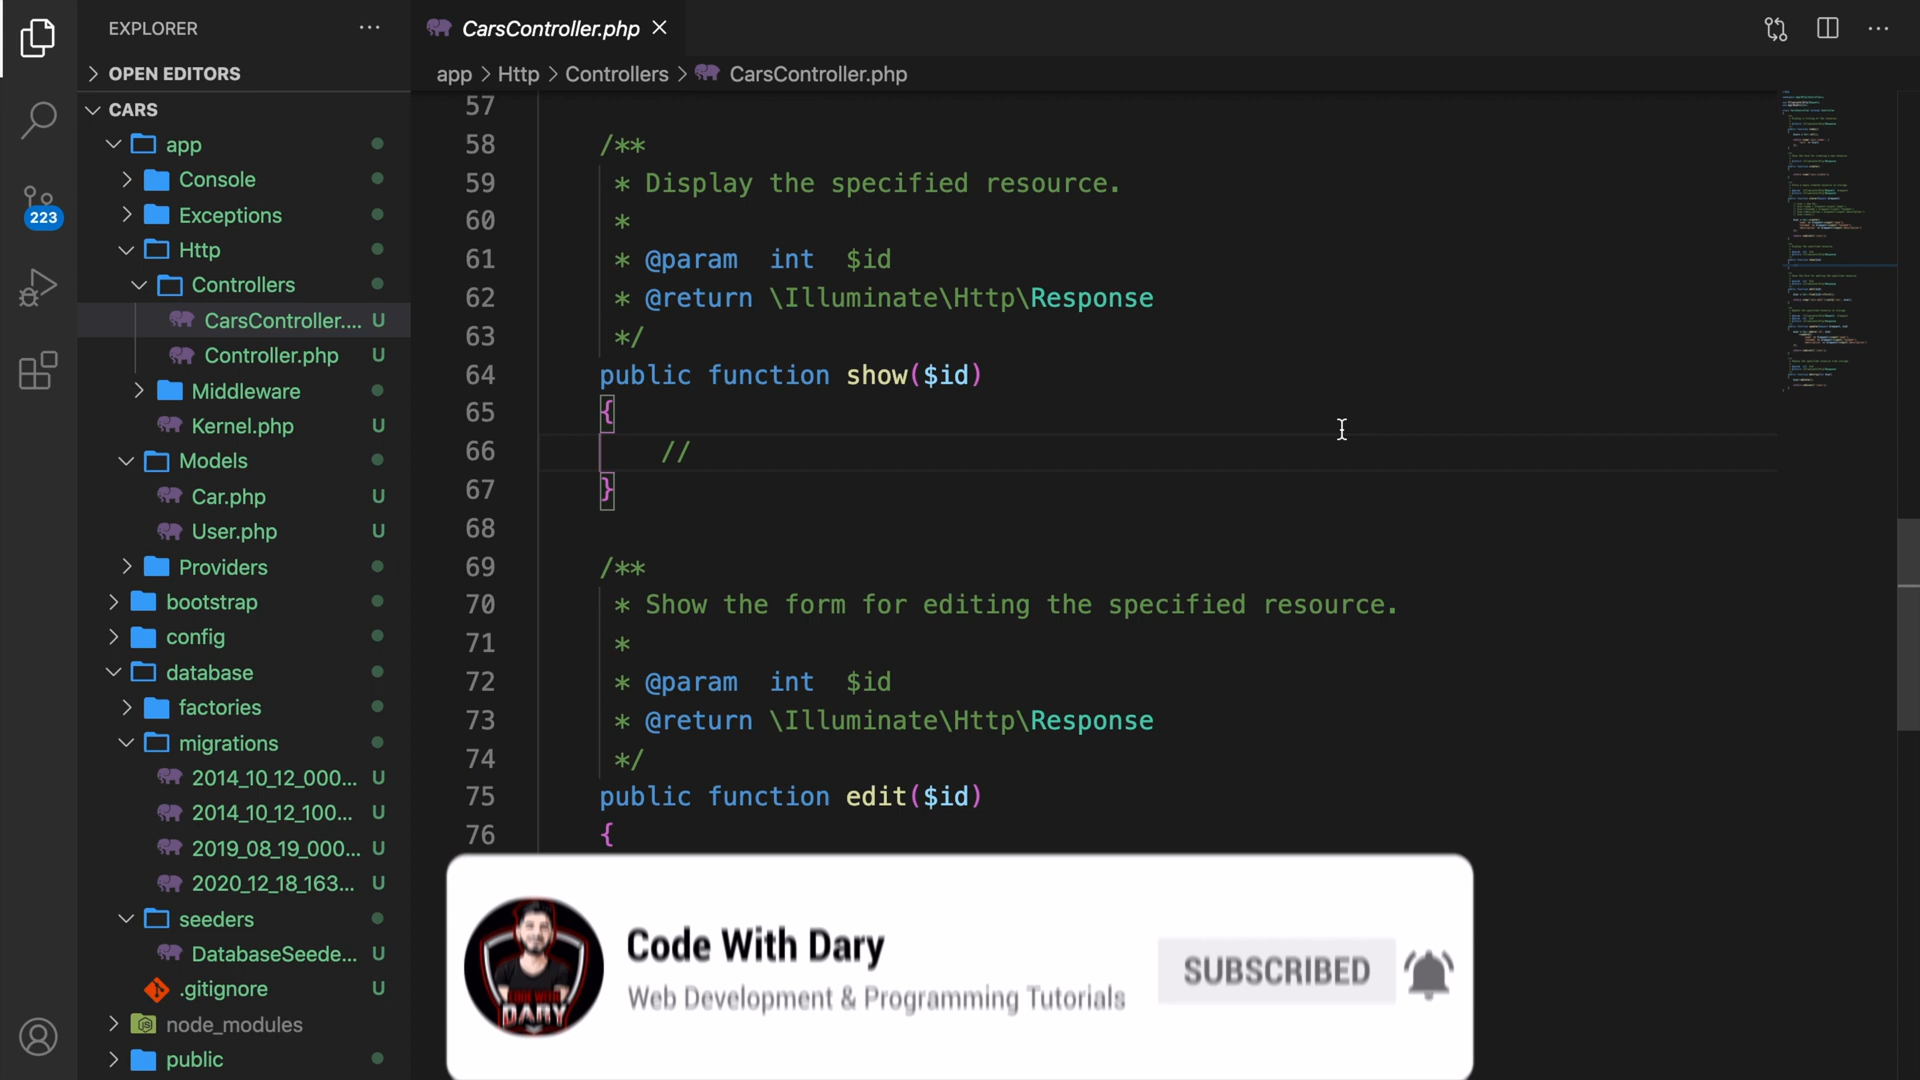 EXPLORER
CarsController.php
OPEN EDITORS
app > Http > Controllers > CarsController.php
CARS
app
Console
Exceptions
Http
Controllers
CarsController.... U
Controller.php U
Middleware
Kernel.php U
Models
Car.php U
User.php U
Providers
bootstrap
config
database
factories
migrations
2014_10_12_000... U
2014_10_12_100... U
2019_08_19_000... U
2020_12_18_163... U
seeders
DatabaseSeede... U
.gitignore U
node_modules
public
223
57
58 /**
59 * Display the specified resource.
60 *
61 * @param int $id
62 * @return \Illuminate\Http\Response
63 */
64 public function show($id)
65 {
66 //
67 }
68
69 /**
70 * Show the form for editing the specified resource.
71 *
72 * @param int $id
73 * @return \Illuminate\Http\Response
74 */
75 public function edit($id)
76 {
Code With Dary
Web Development & Programming Tutorials
SUBSCRIBED
CODE WITH
DARY